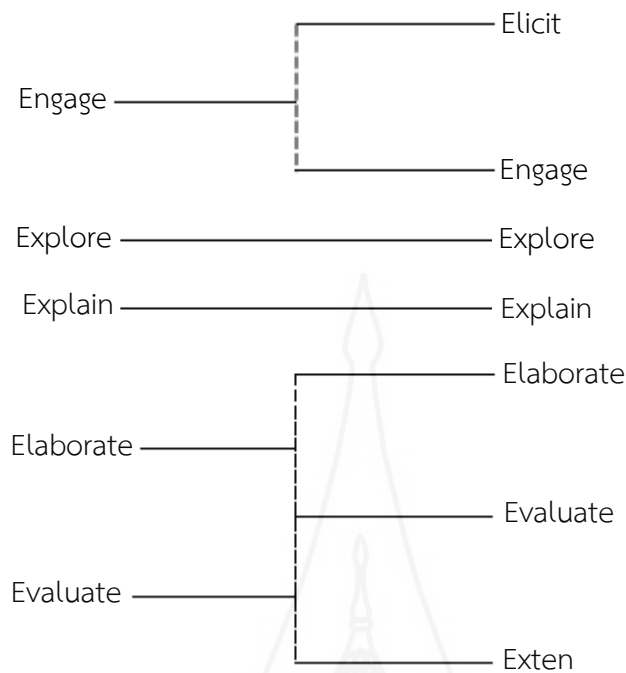 Elicit
Engage
Engage
Explore Explore
Explain Explain
Elaborate
Elaborate
Evaluate
Evaluate
Exten